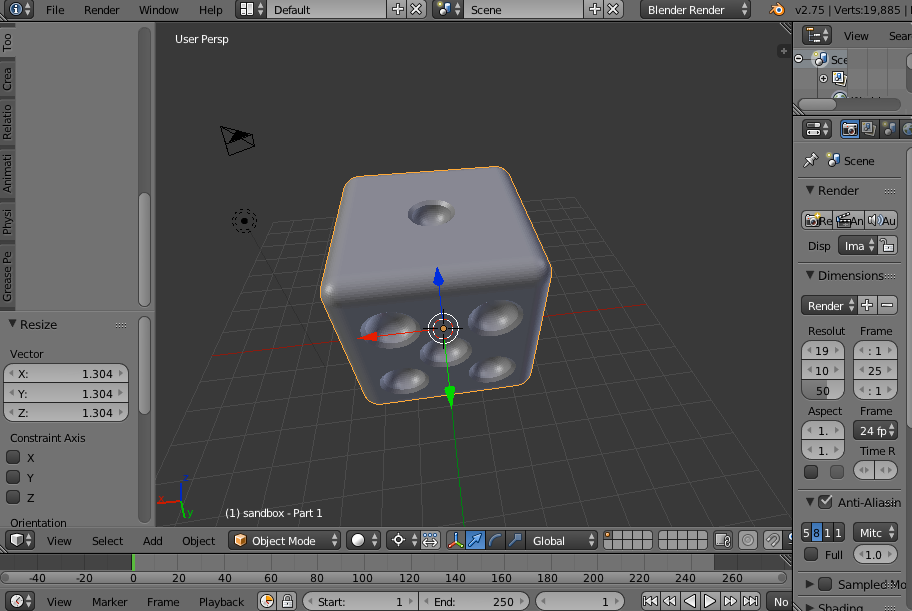 File Render Window Help Default Scene Blender Render v2.75 | Verts:19,885 |
User Persp
View Sear
Sce
Too
Crea
Relatio
Animati
Physi
Grease Pe
Scene
Render
Re An Au
Disp Ima
Dimensions
Render
Resolut Frame
19 : 1
10 25
50 : 1
Aspect Frame
1. 24 fp
1. Time R
Anti-Aliasin
5 8 1 1 Mitc
Full 1.0
Sampled Mo
Shading
Resize
Vector
X: 1.304
Y: 1.304
Z: 1.304
Constraint Axis
X
Y
Z
Orientation
z
x
y
(1) sandbox - Part 1
View Select Add Object Object Mode Global
-40 -20 0 20 40 60 80 100 120 140 160 180 200 220 240 260
View Marker Frame Playback Start: 1 End: 250 1 No